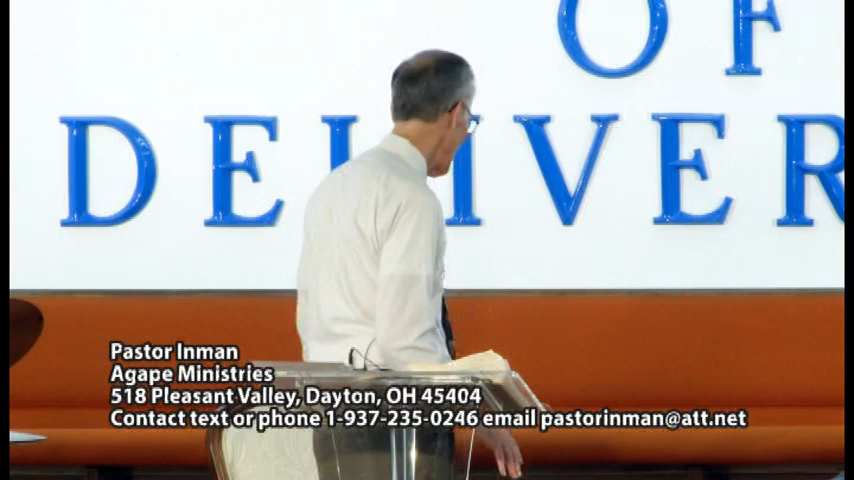 OF
DELIVER
Pastor Inman
Agape Ministries
518 Pleasant Valley, Dayton, OH 45404
Contact text or phone 1-937-235-0246 email pastorinman@att.net